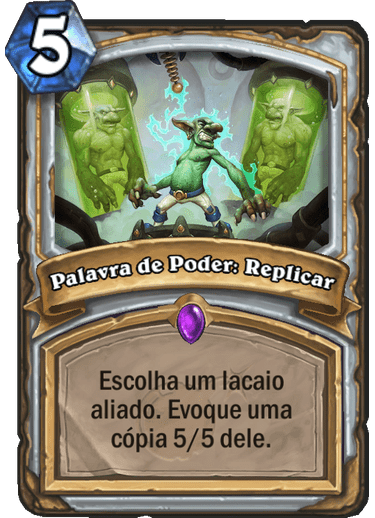 5
Palavra de Poder: Replicar
Escolha um lacaio
aliado. Evoque uma
cópia 5/5 dele.